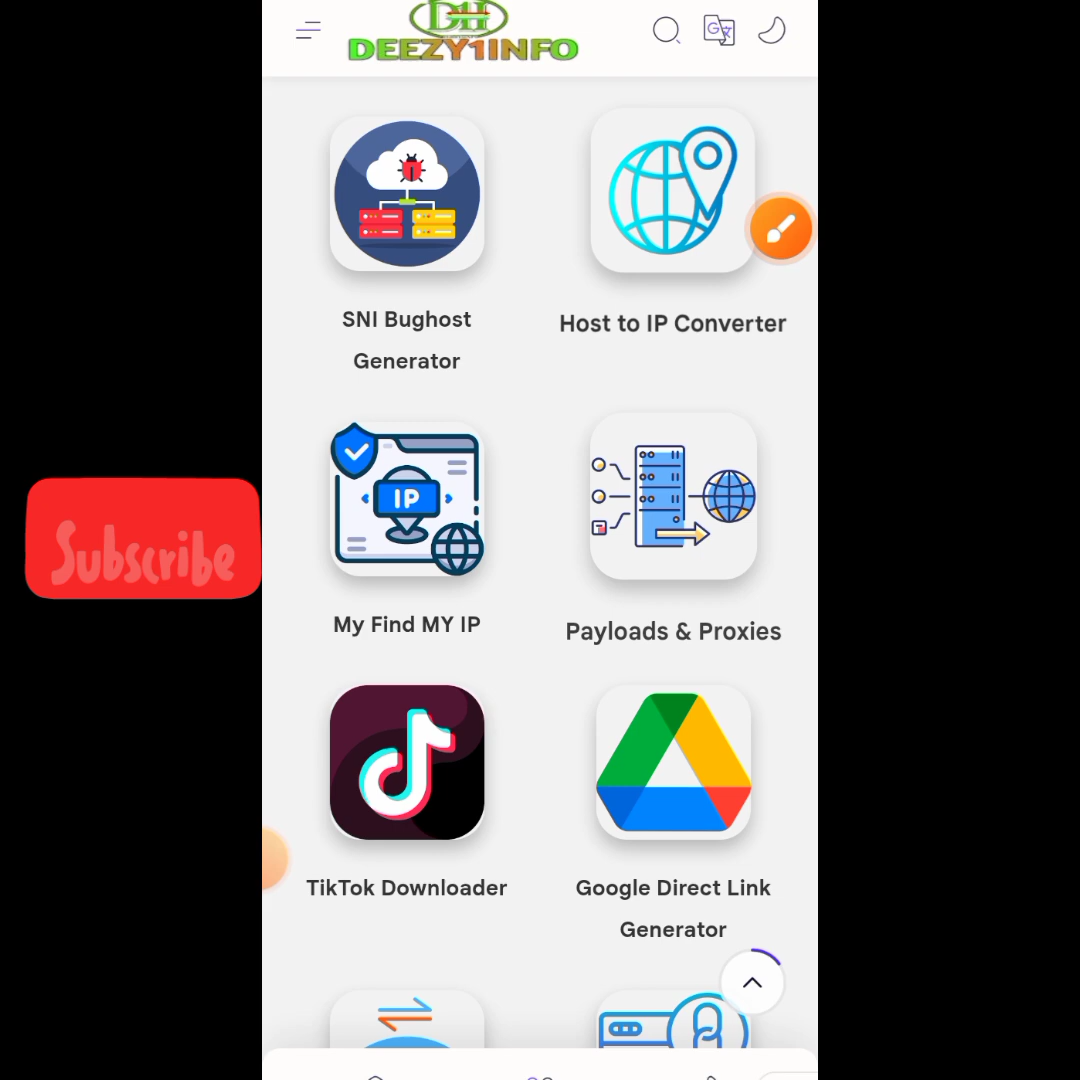 DH
DEEZY1INFO
SNI Bughost
Generator
Host to IP Converter
IP
My Find MY IP
Payloads & Proxies
Subscribe
TikTok Downloader
Google Direct Link
Generator